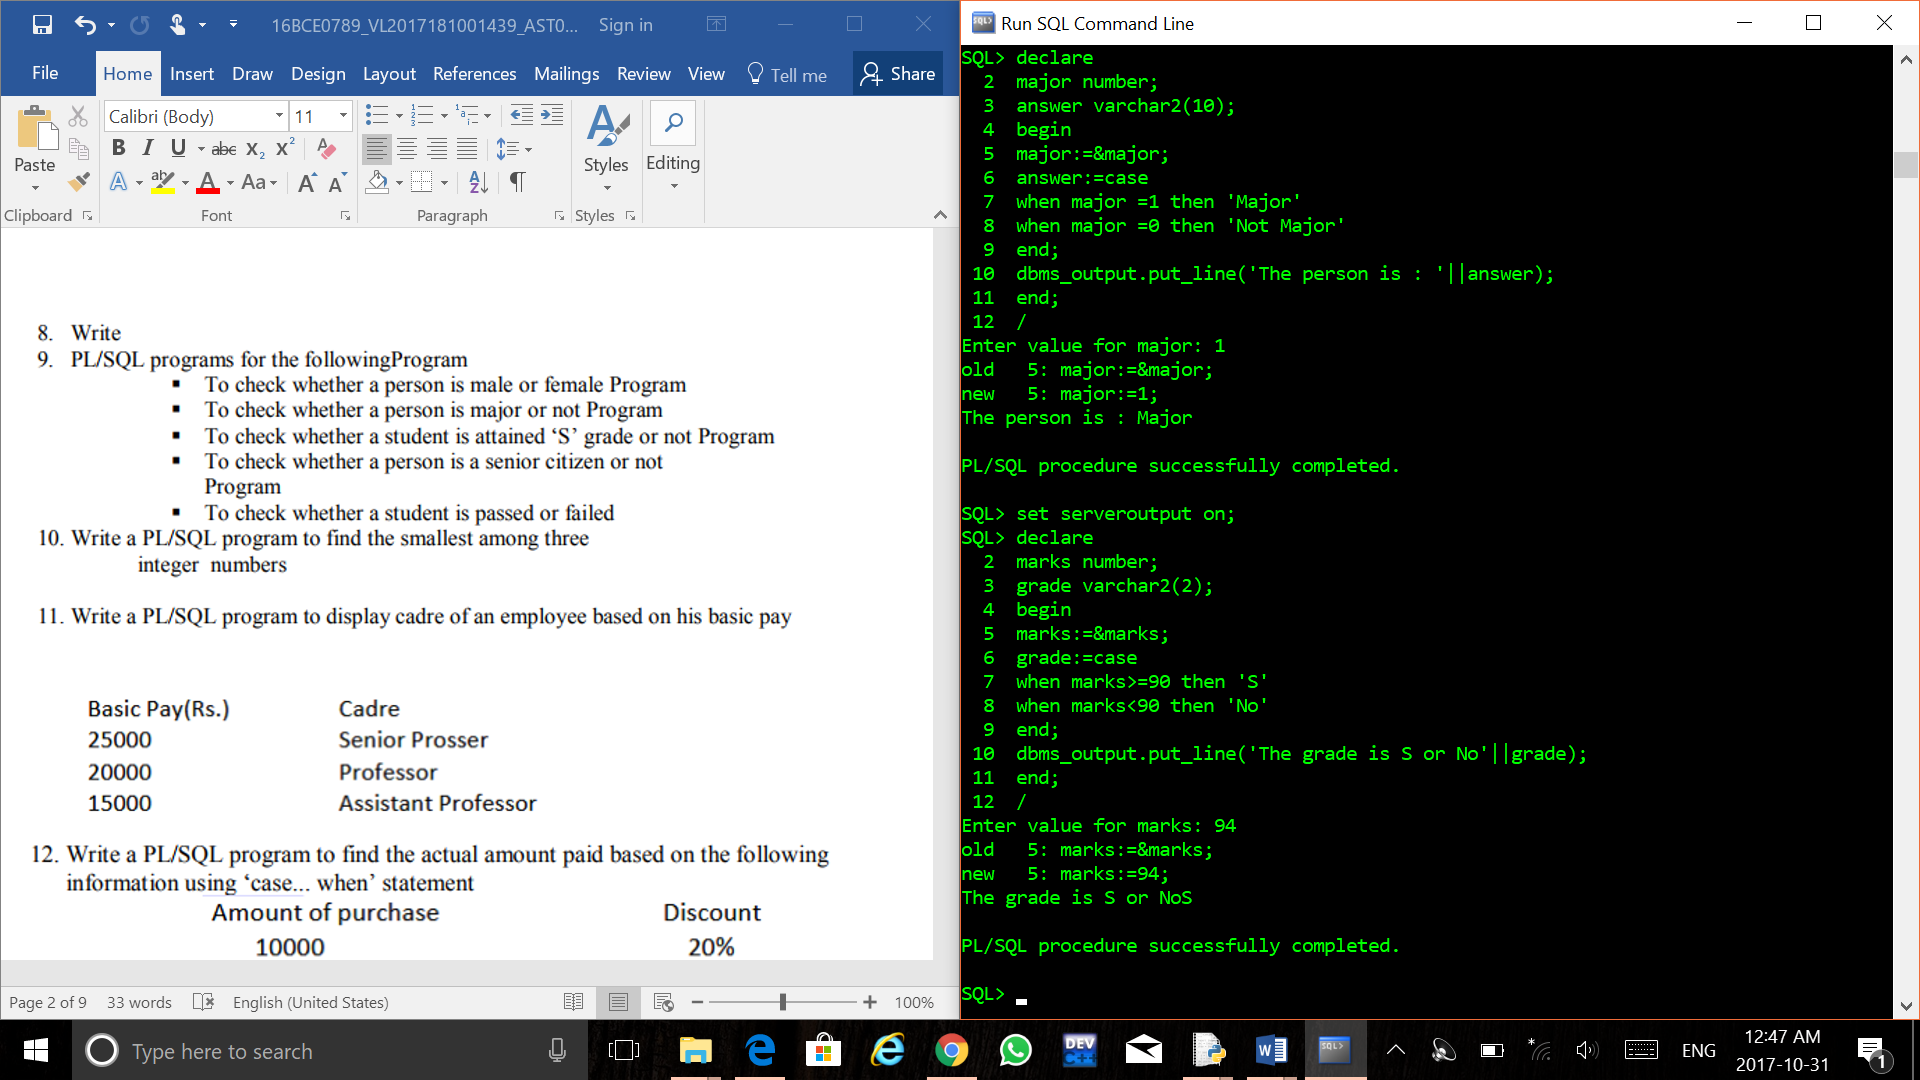 16BCE0789_VL2017181001439_AST0... Sign in
File Home Insert Draw Design Layout References Mailings Review View Tell me Share
Calibri (Body) 11
Paste
B I U abc X₂ X²
Styles Editing
A ab A Aa A A
Clipboard Font Paragraph Styles
8. Write
9. PL/SQL programs for the followingProgram
▪ To check whether a person is male or female Program
▪ To check whether a person is major or not Program
▪ To check whether a student is attained ‘S’ grade or not Program
▪ To check whether a person is a senior citizen or not
Program
▪ To check whether a student is passed or failed
10. Write a PL/SQL program to find the smallest among three
integer numbers
11. Write a PL/SQL program to display cadre of an employee based on his basic pay
Basic Pay(Rs.) Cadre
25000 Senior Prosser
20000 Professor
15000 Assistant Professor
12. Write a PL/SQL program to find the actual amount paid based on the following
information using ‘case... when’ statement
Amount of purchase Discount
10000 20%
Page 2 of 9 33 words English (United States) 100%
Run SQL Command Line
SQL> declare
2 major number;
3 answer varchar2(10);
4 begin
5 major:=&major;
6 answer:=case
7 when major =1 then 'Major'
8 when major =0 then 'Not Major'
9 end;
10 dbms_output.put_line('The person is : '||answer);
11 end;
12 /
Enter value for major: 1
old 5: major:=&major;
new 5: major:=1;
The person is : Major
PL/SQL procedure successfully completed.
SQL> set serveroutput on;
SQL> declare
2 marks number;
3 grade varchar2(2);
4 begin
5 marks:=&marks;
6 grade:=case
7 when marks>=90 then 'S'
8 when marks<90 then 'No'
9 end;
10 dbms_output.put_line('The grade is S or No'||grade);
11 end;
12 /
Enter value for marks: 94
old 5: marks:=&marks;
new 5: marks:=94;
The grade is S or NoS
PL/SQL procedure successfully completed.
SQL>
Type here to search
DEV C++
ENG
12:47 AM
2017-10-31
1